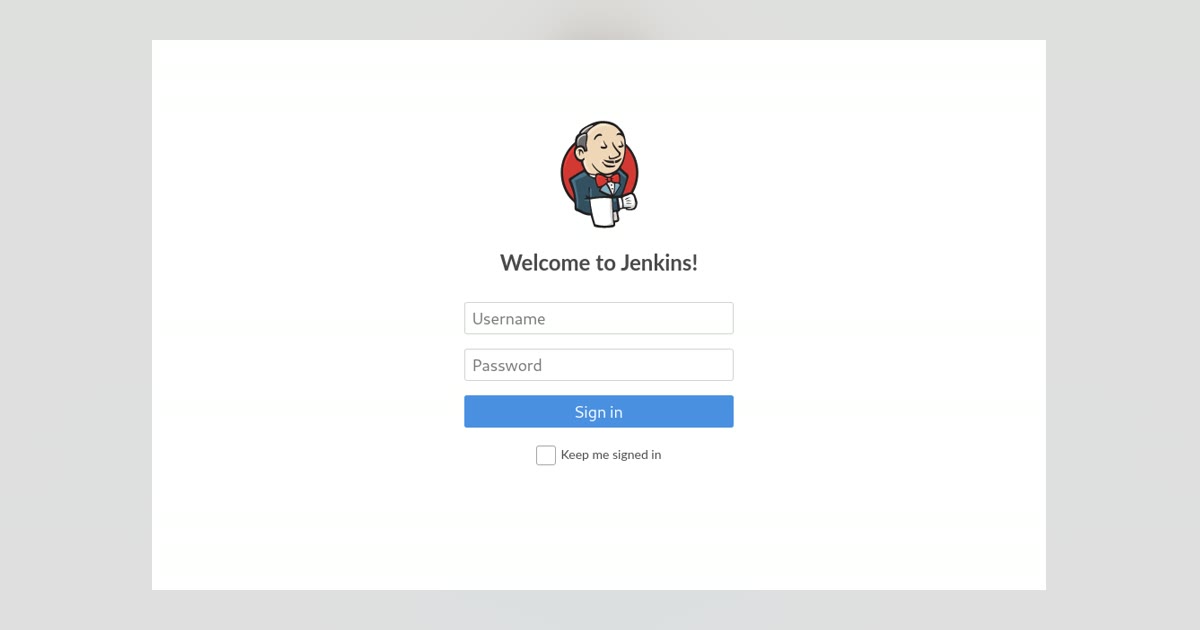 Welcome to Jenkins!
Username
Password
Sign in
Keep me signed in